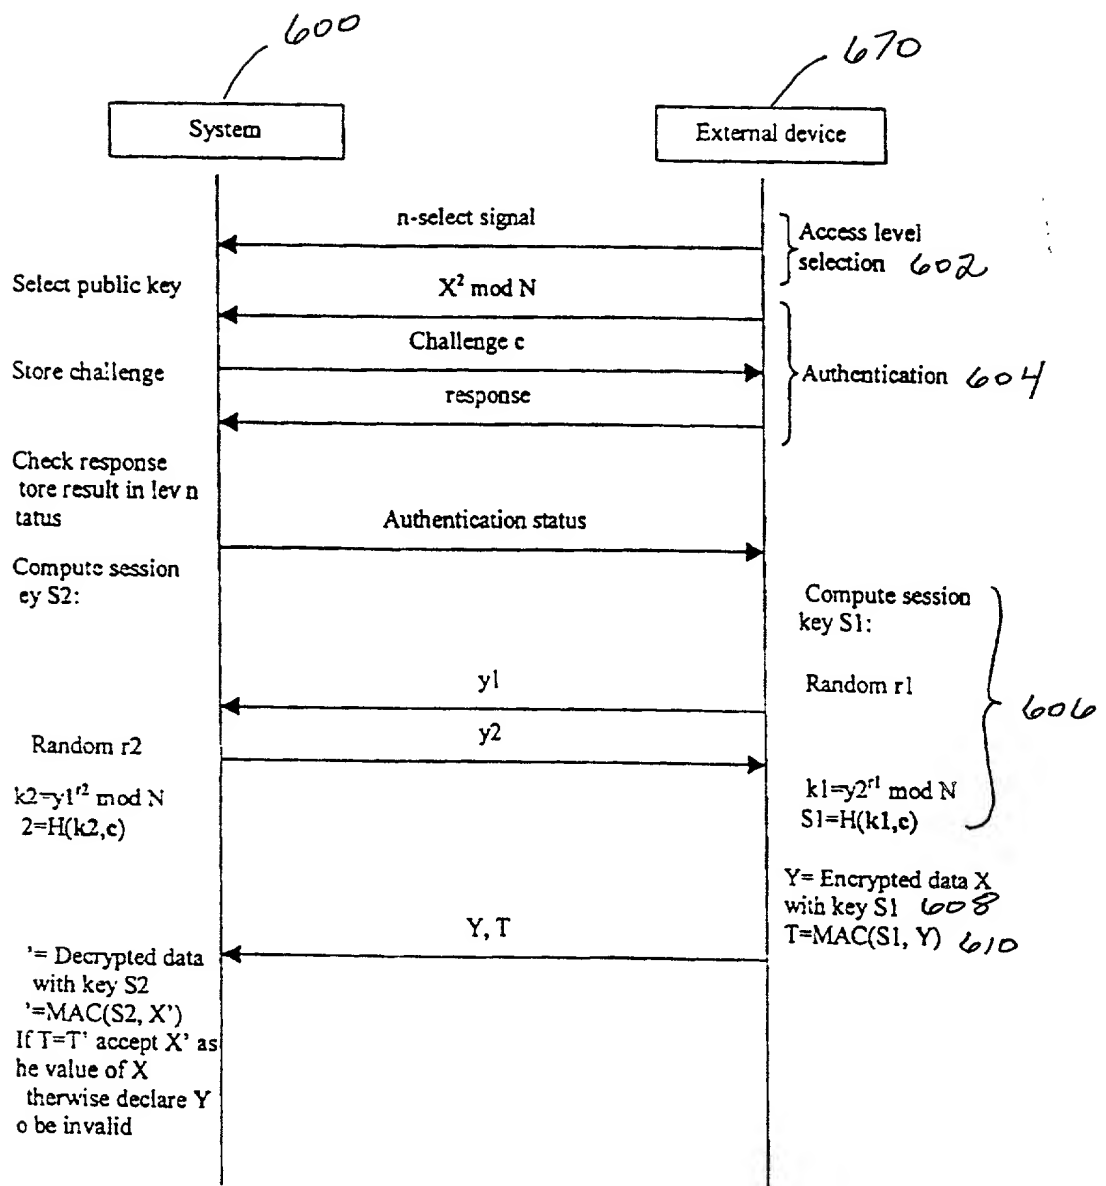 600
670
System
External device
n-select signal
Access level
selection 602
Select public key
X² mod N
Challenge c
Store challenge
Authentication 604
response
Check response
tore result in lev n
tatus
Authentication status
Compute session
ey S2:
Compute session
key S1:
y1
Random r1
606
y2
Random r2
k2=y1^r2 mod N
2=H(k2,c)
k1=y2^r1 mod N
S1=H(k1,c)
Y= Encrypted data X
with key S1 608
T=MAC(S1, Y) 610
Y, T
'= Decrypted data
with key S2
'=MAC(S2, X')
If T=T' accept X' as
he value of X
therwise declare Y
o be invalid